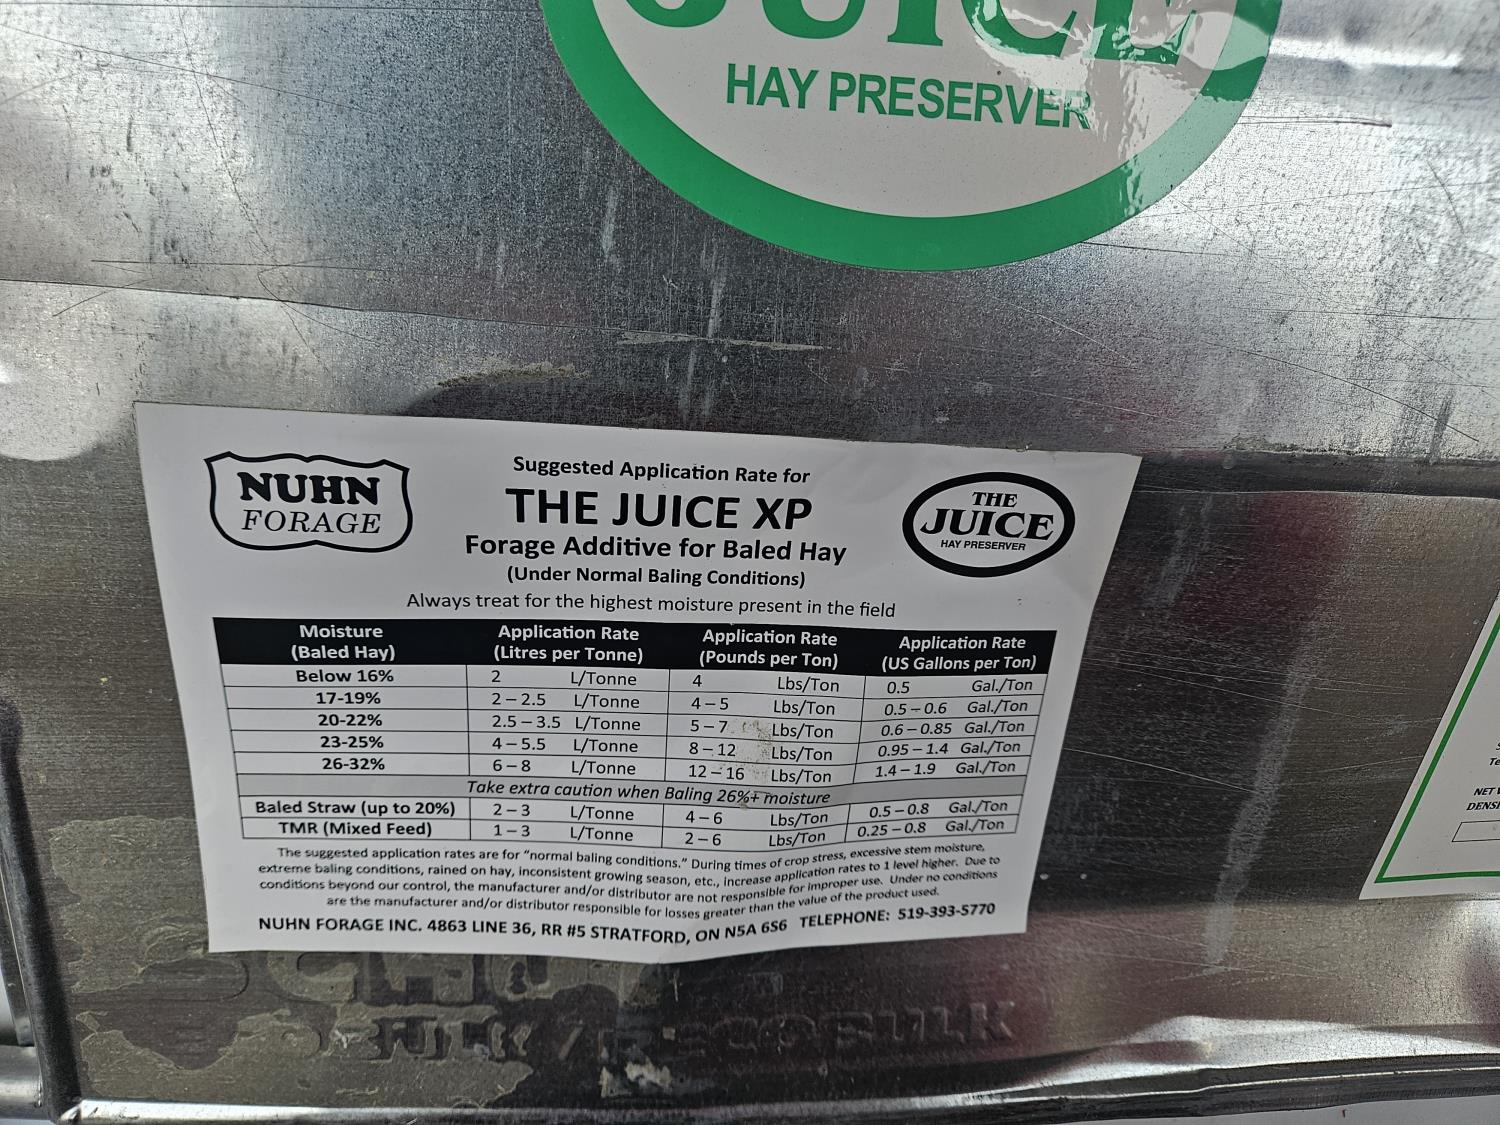 JUICE
HAY PRESERVER
NUHN
FORAGE
Suggested Application Rate for
THE JUICE XP
Forage Additive for Baled Hay
(Under Normal Baling Conditions)
THE
JUICE
HAY PRESERVER
Always treat for the highest moisture present in the field
Moisture (Baled Hay) Application Rate (Litres per Tonne) Application Rate (Pounds per Ton) Application Rate (US Gallons per Ton)
Below 16% 2 L/Tonne 4 Lbs/Ton 0.5 Gal./Ton
17-19% 2 – 2.5 L/Tonne 4 – 5 Lbs/Ton 0.5 – 0.6 Gal./Ton
20-22% 2.5 – 3.5 L/Tonne 5 – 7 Lbs/Ton 0.6 – 0.85 Gal./Ton
23-25% 4 – 5.5 L/Tonne 8 – 12 Lbs/Ton 0.95 – 1.4 Gal./Ton
26-32% 6 – 8 L/Tonne 12 – 16 Lbs/Ton 1.4 – 1.9 Gal./Ton
Take extra caution when Baling 26%+ moisture
Baled Straw (up to 20%) 2 – 3 L/Tonne 4 – 6 Lbs/Ton 0.5 – 0.8 Gal./Ton
TMR (Mixed Feed) 1 – 3 L/Tonne 2 – 6 Lbs/Ton 0.25 – 0.8 Gal./Ton
The suggested application rates are for "normal baling conditions." During times of crop stress, excessive stem moisture,
extreme baling conditions, rained on hay, inconsistent growing season, etc., increase application rates to 1 level higher. Due to
conditions beyond our control, the manufacturer and/or distributor are not responsible for improper use. Under no conditions
are the manufacturer and/or distributor responsible for losses greater than the value of the product used.
NUHN FORAGE INC. 4863 LINE 36, RR #5 STRATFORD, ON N5A 6S6 TELEPHONE: 519-393-5770
NET